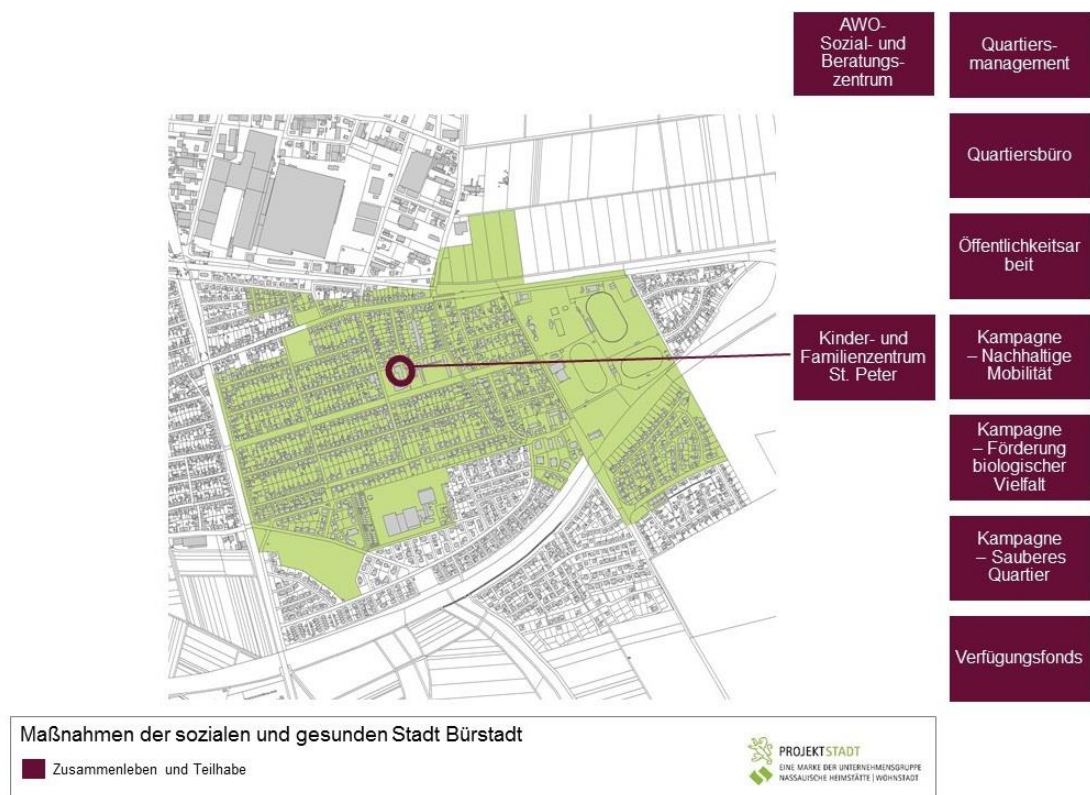 AWO-
Sozial- und
Beratungs-
zentrum
Quartiers-
management
Quartiersbüro
Öffentlichkeitsar
beit
Kinder- und
Familienzentrum
St. Peter
Kampagne
– Nachhaltige
Mobilität
Kampagne
– Förderung
biologischer
Vielfalt
Kampagne
– Sauberes
Quartier
Verfügungsfonds
Maßnahmen der sozialen und gesunden Stadt Bürstadt
Zusammenleben und Teilhabe
PROJEKTSTADT
EINE MARKE DER UNTERNEHMENSGRUPPE
NASSAUISCHE HEIMSTÄTTE | WOHNSTADT